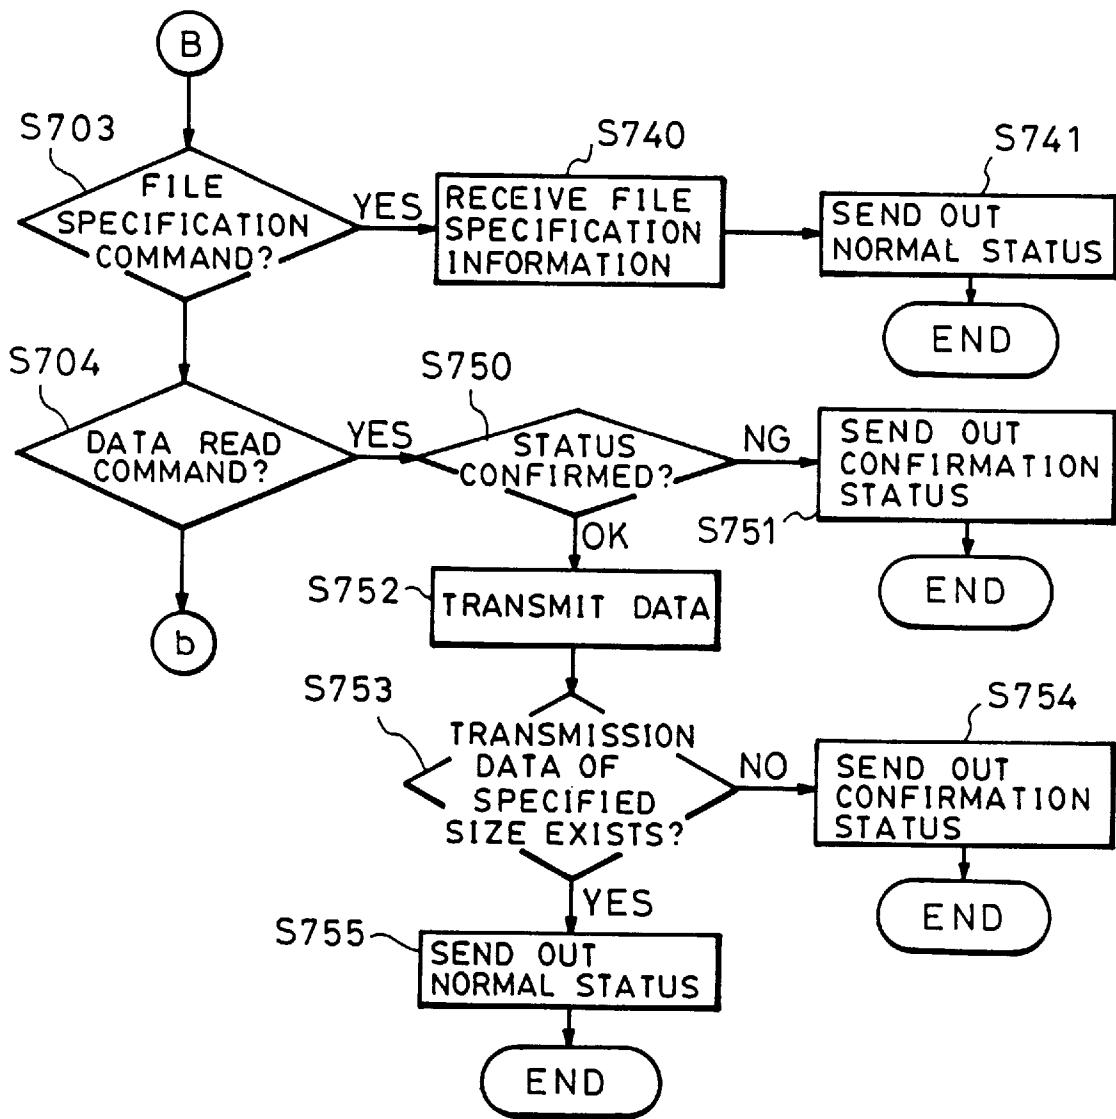 B
S703
FILE
SPECIFICATION
COMMAND?
YES
S740
RECEIVE FILE
SPECIFICATION
INFORMATION
S741
SEND OUT
NORMAL STATUS
END
S704
DATA READ
COMMAND?
YES
S750
STATUS
CONFIRMED?
NG
SEND OUT
CONFIRMATION
STATUS
S751
END
OK
b
S752
TRANSMIT DATA
S753
TRANSMISSION
DATA OF
SPECIFIED
SIZE EXISTS?
NO
S754
SEND OUT
CONFIRMATION
STATUS
END
YES
S755
SEND OUT
NORMAL STATUS
END